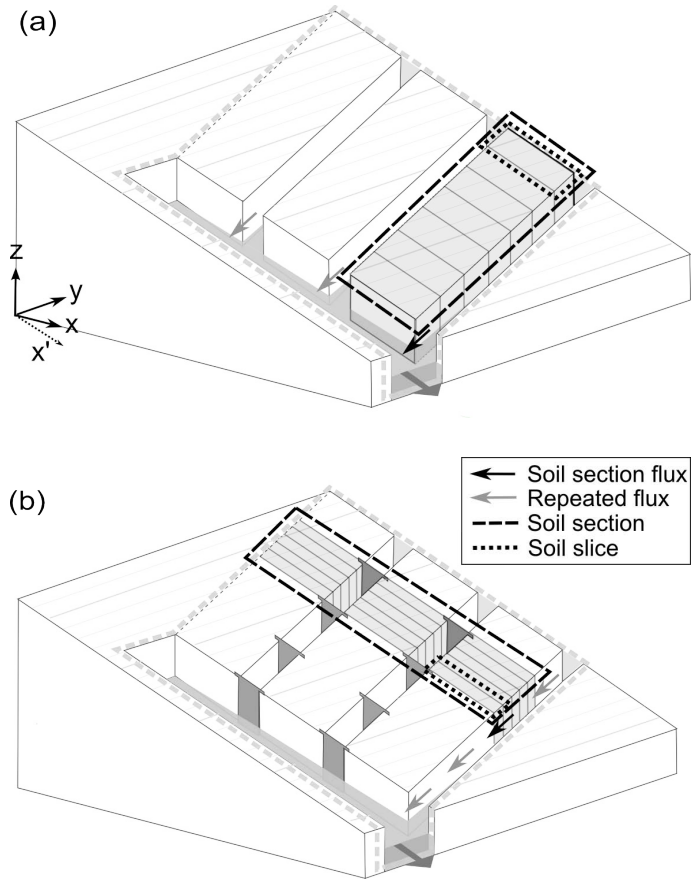 (a)
z
y
x
x'
(b)
Soil section flux
Repeated flux
Soil section
Soil slice